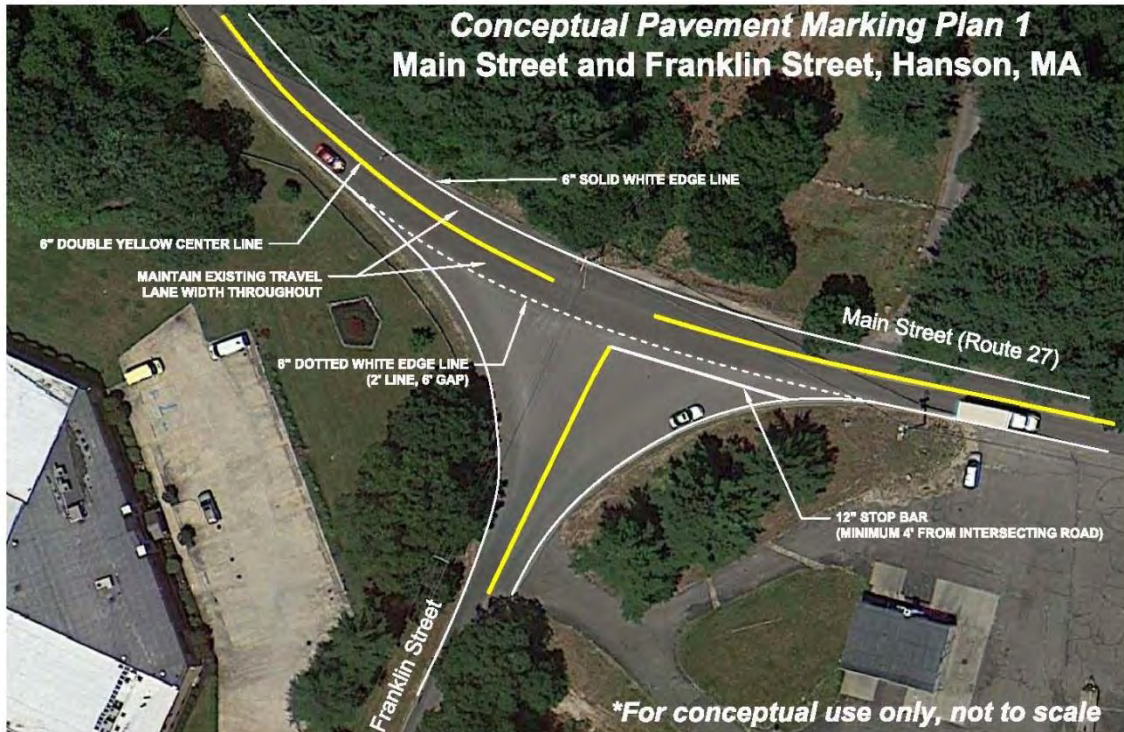 Conceptual Pavement Marking Plan 1
Main Street and Franklin Street, Hanson, MA
6" SOLID WHITE EDGE LINE
6" DOUBLE YELLOW CENTER LINE
MAINTAIN EXISTING TRAVEL
LANE WIDTH THROUGHOUT
Main Street (Route 27)
8" DOTTED WHITE EDGE LINE
(2' LINE, 6' GAP)
12" STOP BAR
(MINIMUM 4' FROM INTERSECTING ROAD)
Franklin Street
*For conceptual use only, not to scale